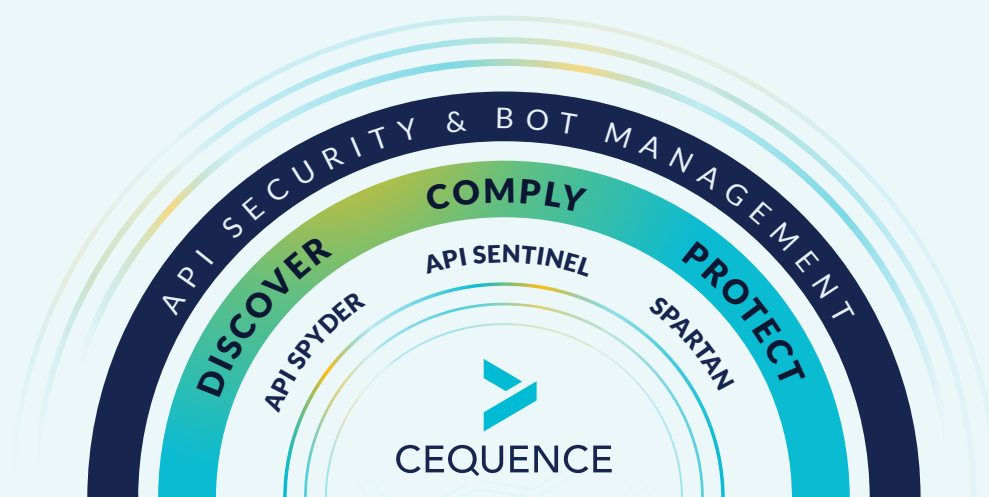 API SECURITY & BOT MANAGEMENT
DISCOVER
COMPLY
PROTECT
API SPYDER
API SENTINEL
SPARTAN
CEQUENCE